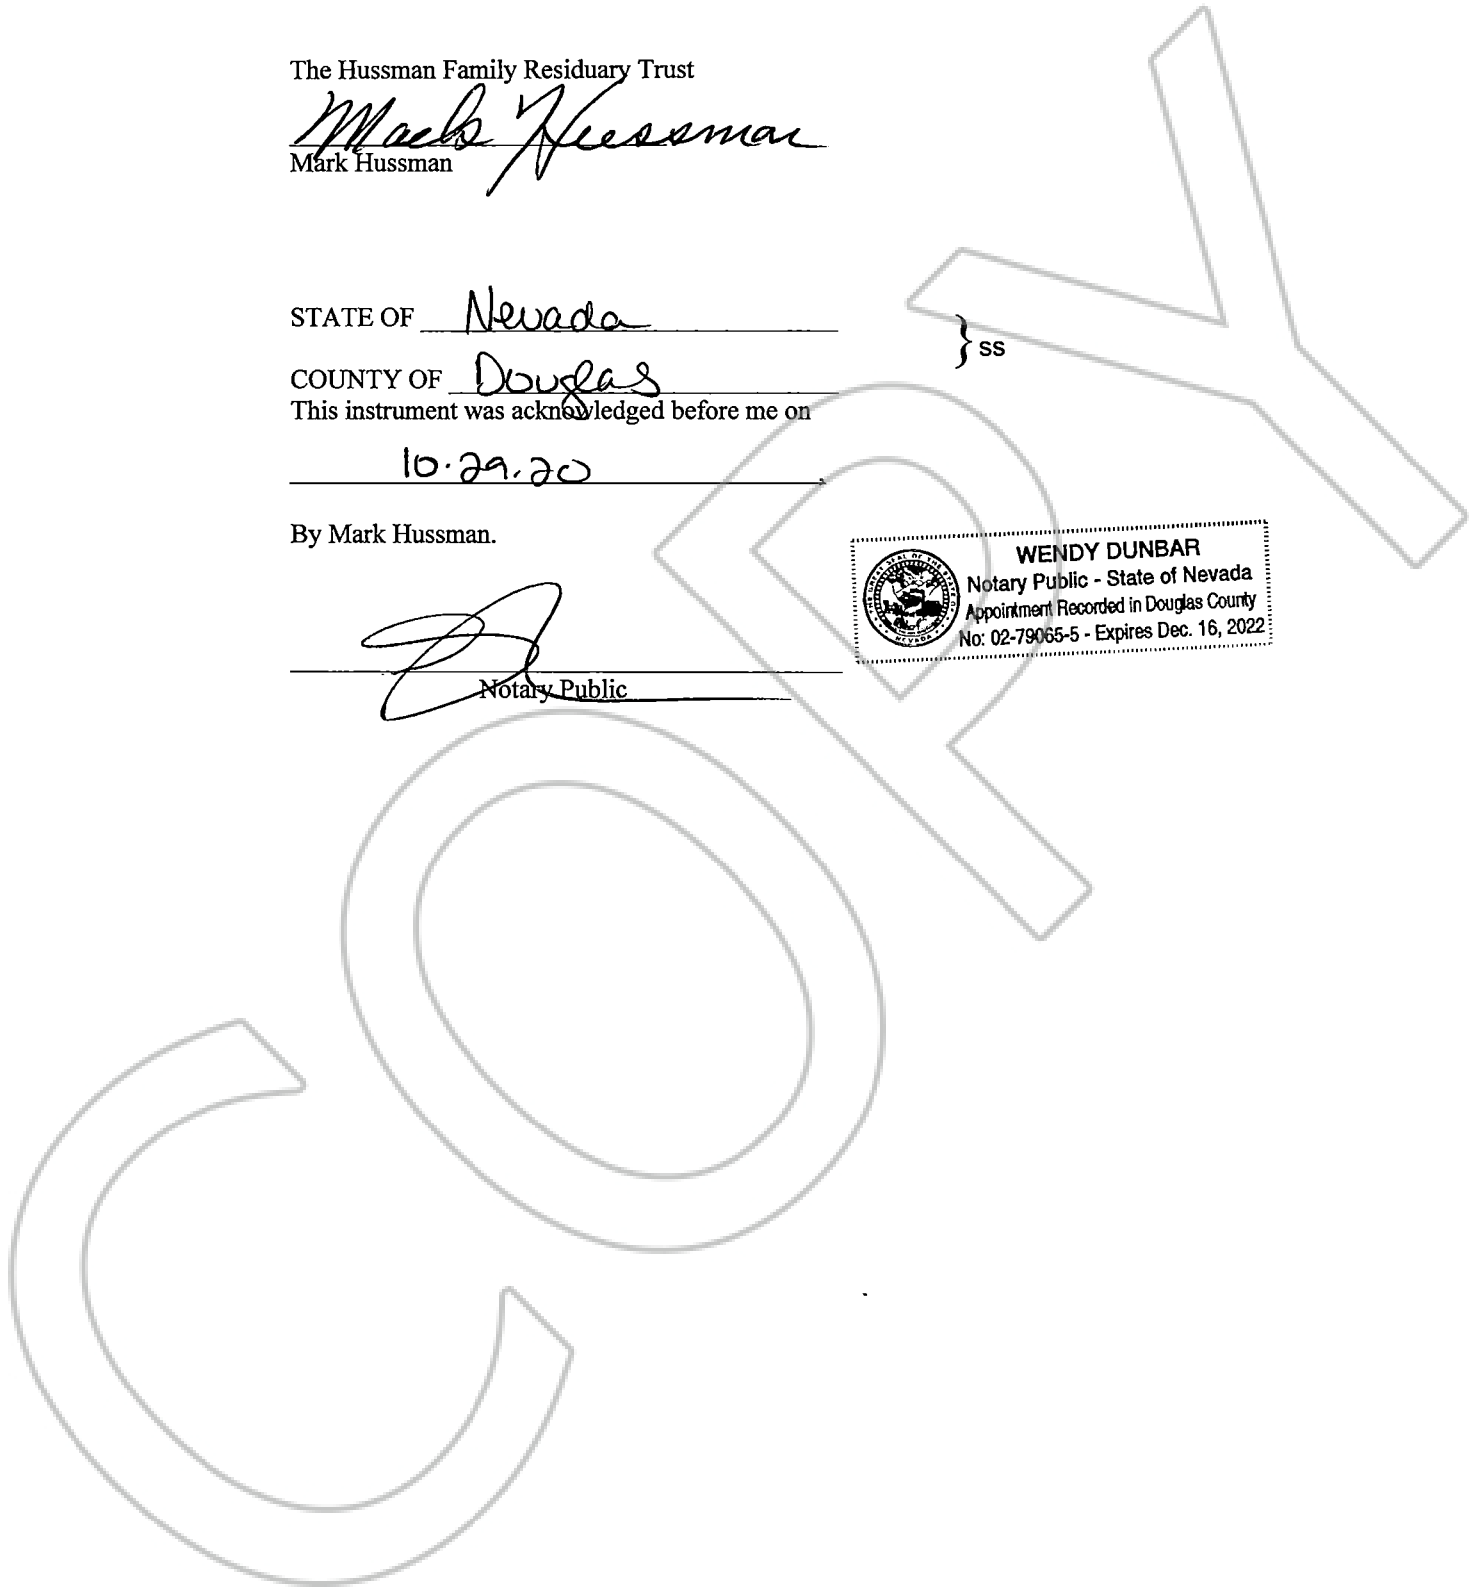 The Hussman Family Residuary Trust
Mark Hussman
Mark Hussman
STATE OF Nevada
COUNTY OF Douglas
} ss
This instrument was acknowledged before me on
10.29.20
By Mark Hussman.
WENDY DUNBAR
Notary Public - State of Nevada
Appointment Recorded in Douglas County
No: 02-79065-5 - Expires Dec. 16, 2022
Notary Public
COPY